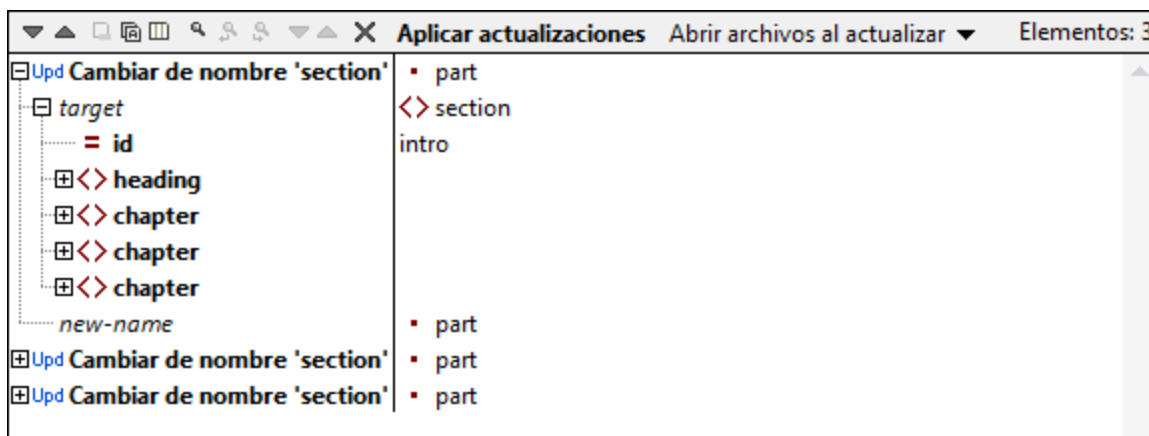 Aplicar actualizaciones Abrir archivos al actualizar Elementos: 3
Upd Cambiar de nombre 'section' part
target <> section
= id intro
<> heading
<> chapter
<> chapter
<> chapter
new-name part
Upd Cambiar de nombre 'section' part
Upd Cambiar de nombre 'section' part